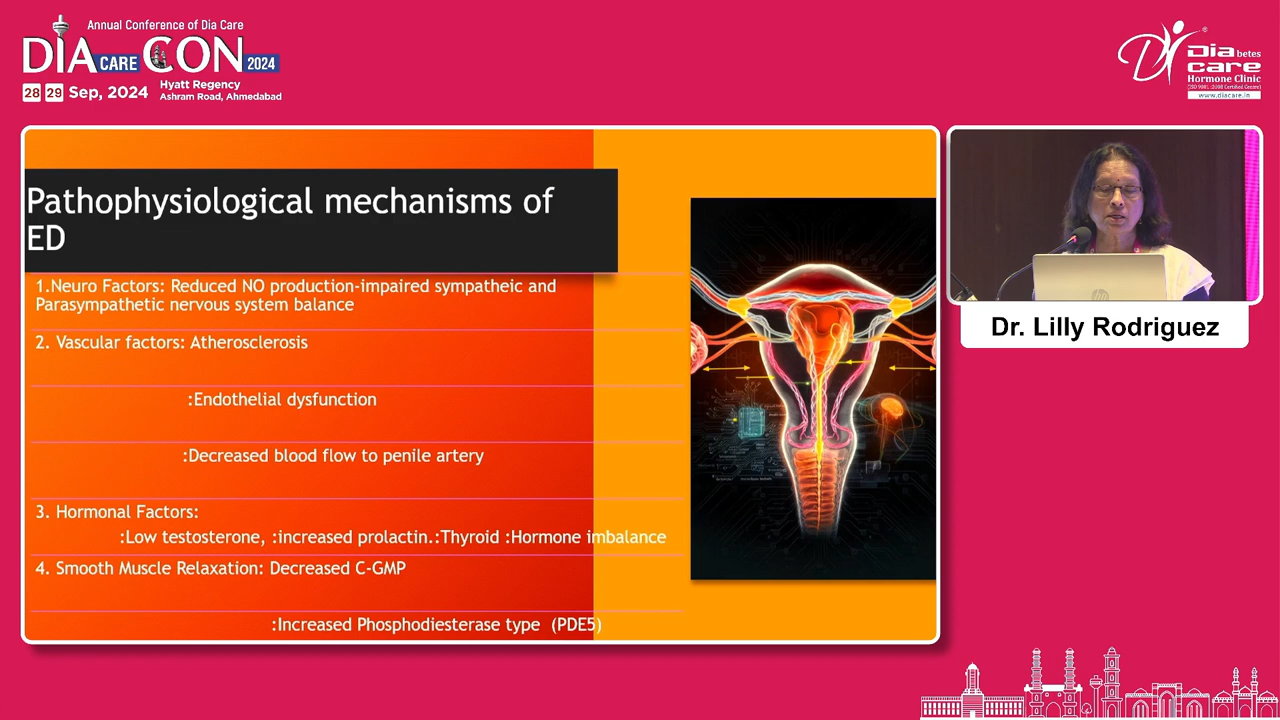 Annual Conference of Dia Care
DIA CARE CON 2024
28 29 Sep, 2024
Hyatt Regency
Ashram Road, Ahmedabad
Diabetes
care
Hormone Clinic
www.diacare.in
Pathophysiological mechanisms of
ED
1.Neuro Factors: Reduced NO production-impaired sympatheic and
Parasympathetic nervous system balance
2. Vascular factors: Atherosclerosis
:Endothelial dysfunction
:Decreased blood flow to penile artery
3. Hormonal Factors:
:Low testosterone, :increased prolactin.:Thyroid :Hormone imbalance
4. Smooth Muscle Relaxation: Decreased C-GMP
:Increased Phosphodiesterase type (PDE5)
Dr. Lilly Rodriguez